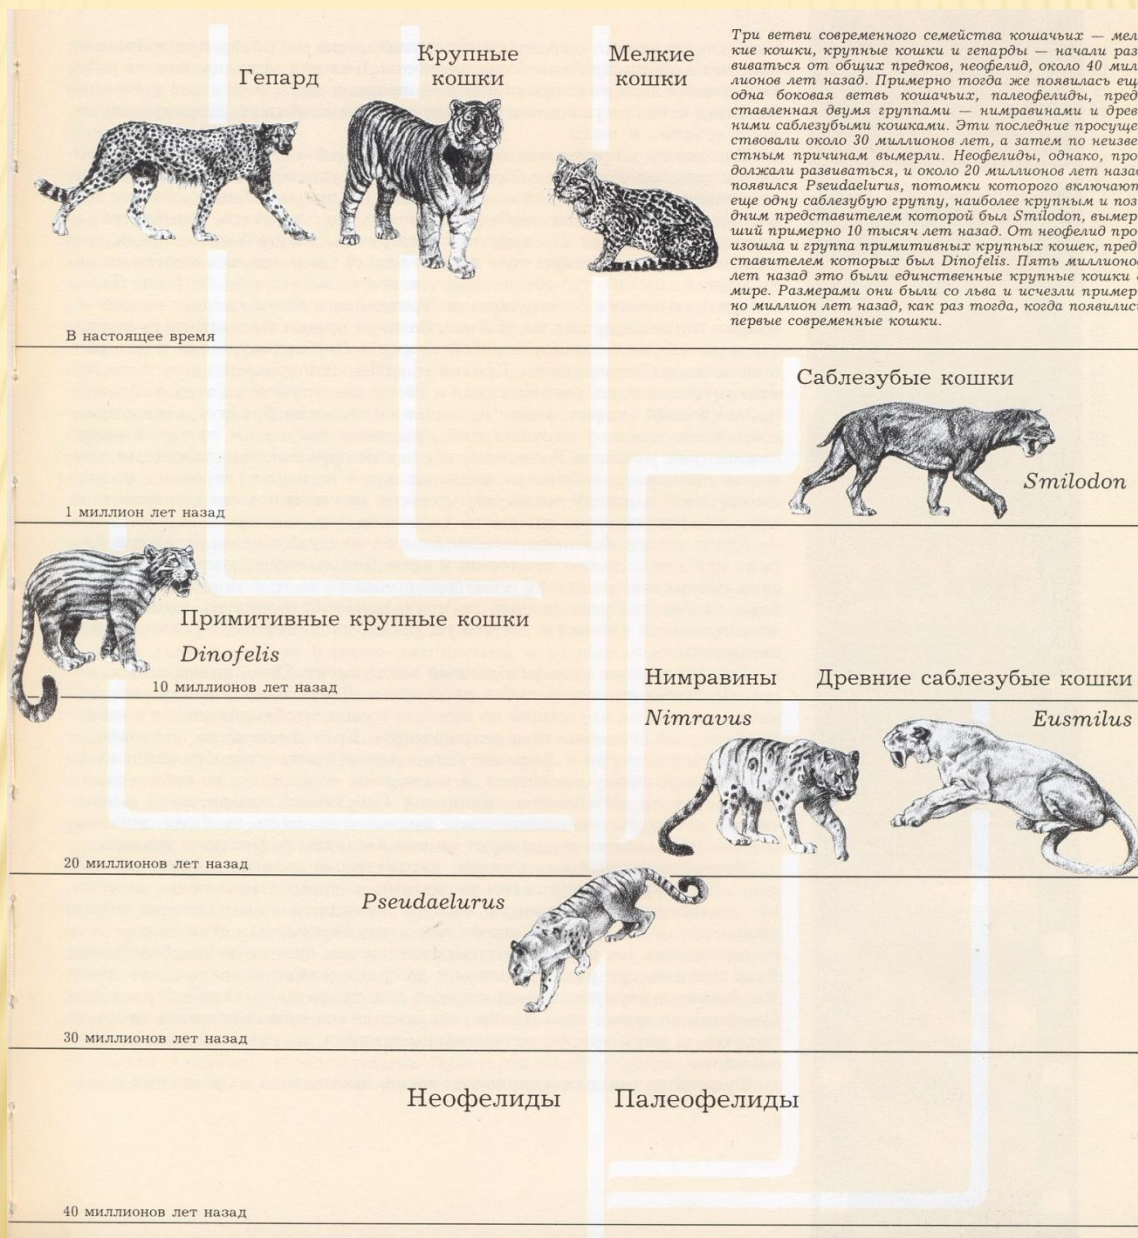 Гепард
Крупные
кошки
Мелкие
кошки
Три ветви современного семейства кошачьих — мел
кие кошки, крупные кошки и гепарды — начали раз
виваться от общих предков, неофелид, около 40 мил
лионов лет назад. Примерно тогда же появилась ещ
одна боковая ветвь кошачьих, палеофелиды, пред
ставленная двумя группами — нимравинами и древ
ними саблезубыми кошками. Эти последние просуще
ствовали около 30 миллионов лет, а затем по неизве
стным причинам вымерли. Неофелиды, однако, про
должали развиваться, и около 20 миллионов лет назад
появился Pseudaelurus, потомки которого включают
еще одну саблезубую группу, наиболее крупным и поз
дним представителем которой был Smilodon, вымер
ший примерно 10 тысяч лет назад. От неофелид про
изошла и группа примитивных крупных кошек, пред
ставителем которых был Dinofelis. Пять миллионов
лет назад это были единственные крупные кошки в
мире. Размерами они были со льва и исчезли пример
но миллион лет назад, как раз тогда, когда появились
первые современные кошки.
В настоящее время
Саблезубые кошки
Smilodon
1 миллион лет назад
Примитивные крупные кошки
Dinofelis
10 миллионов лет назад
Нимравины
Древние саблезубые кошки
Nimravus
Eusmilus
20 миллионов лет назад
Pseudaelurus
30 миллионов лет назад
Неофелиды
Палеофелиды
40 миллионов лет назад